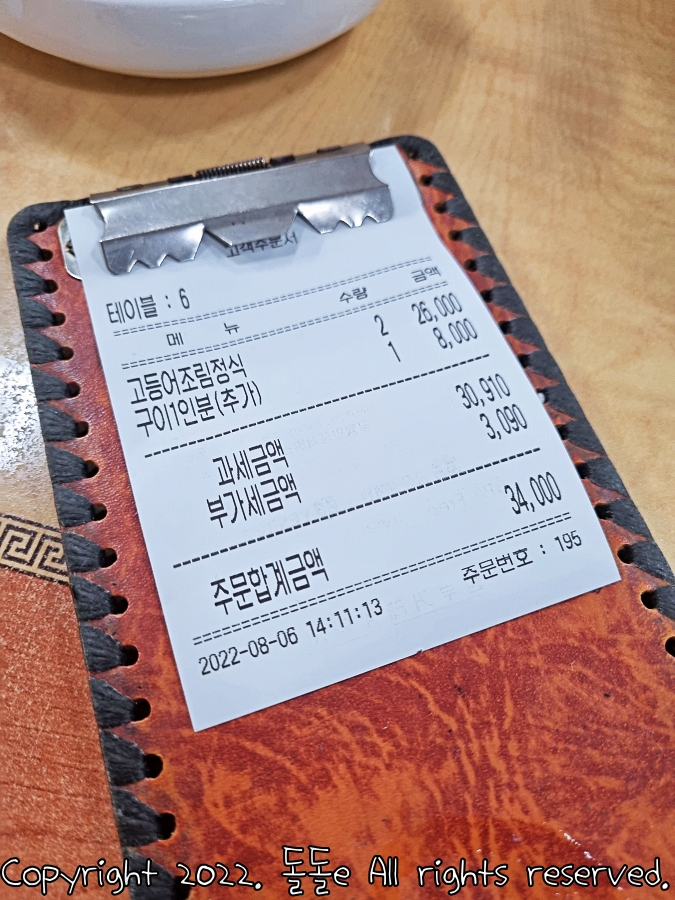 고객주문서
테이블 : 6
메 뉴 수량 금액
고등어조림정식 2 26,000
구이1인분(추가) 1 8,000
과세금액 30,910
부가세금액 3,090
주문합계금액 34,000
2022-08-06 14:11:13 주문번호 : 195
Copyright 2022. 돌돌e All rights reserved.